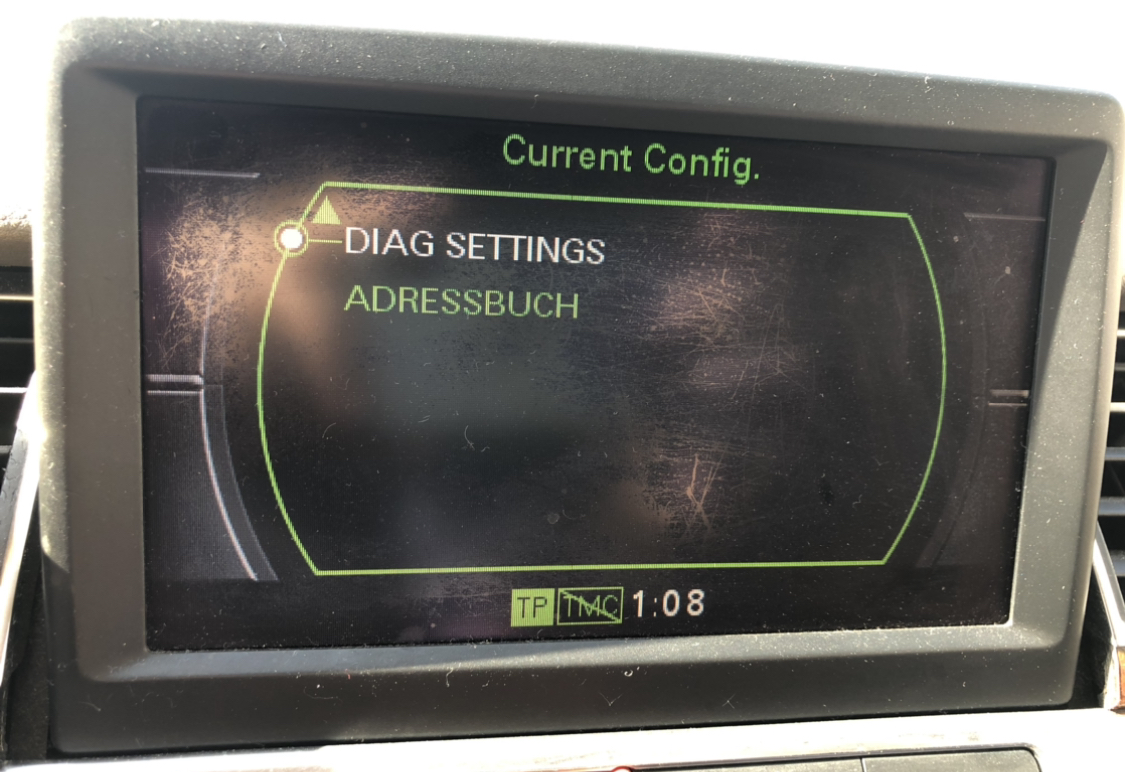 Current Config.
DIAG SETTINGS
ADRESSBUCH
TP TMC 1:08